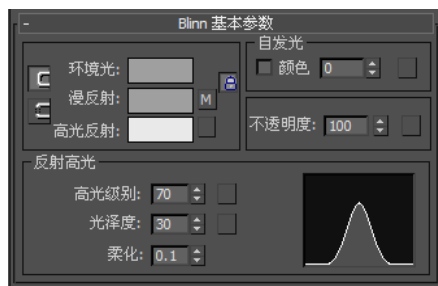 - Blinn 基本参数
自发光
环境光:
颜色 0
漫反射: M
高光反射:
不透明度: 100
反射高光
高光级别: 70
光泽度: 30
柔化: 0.1